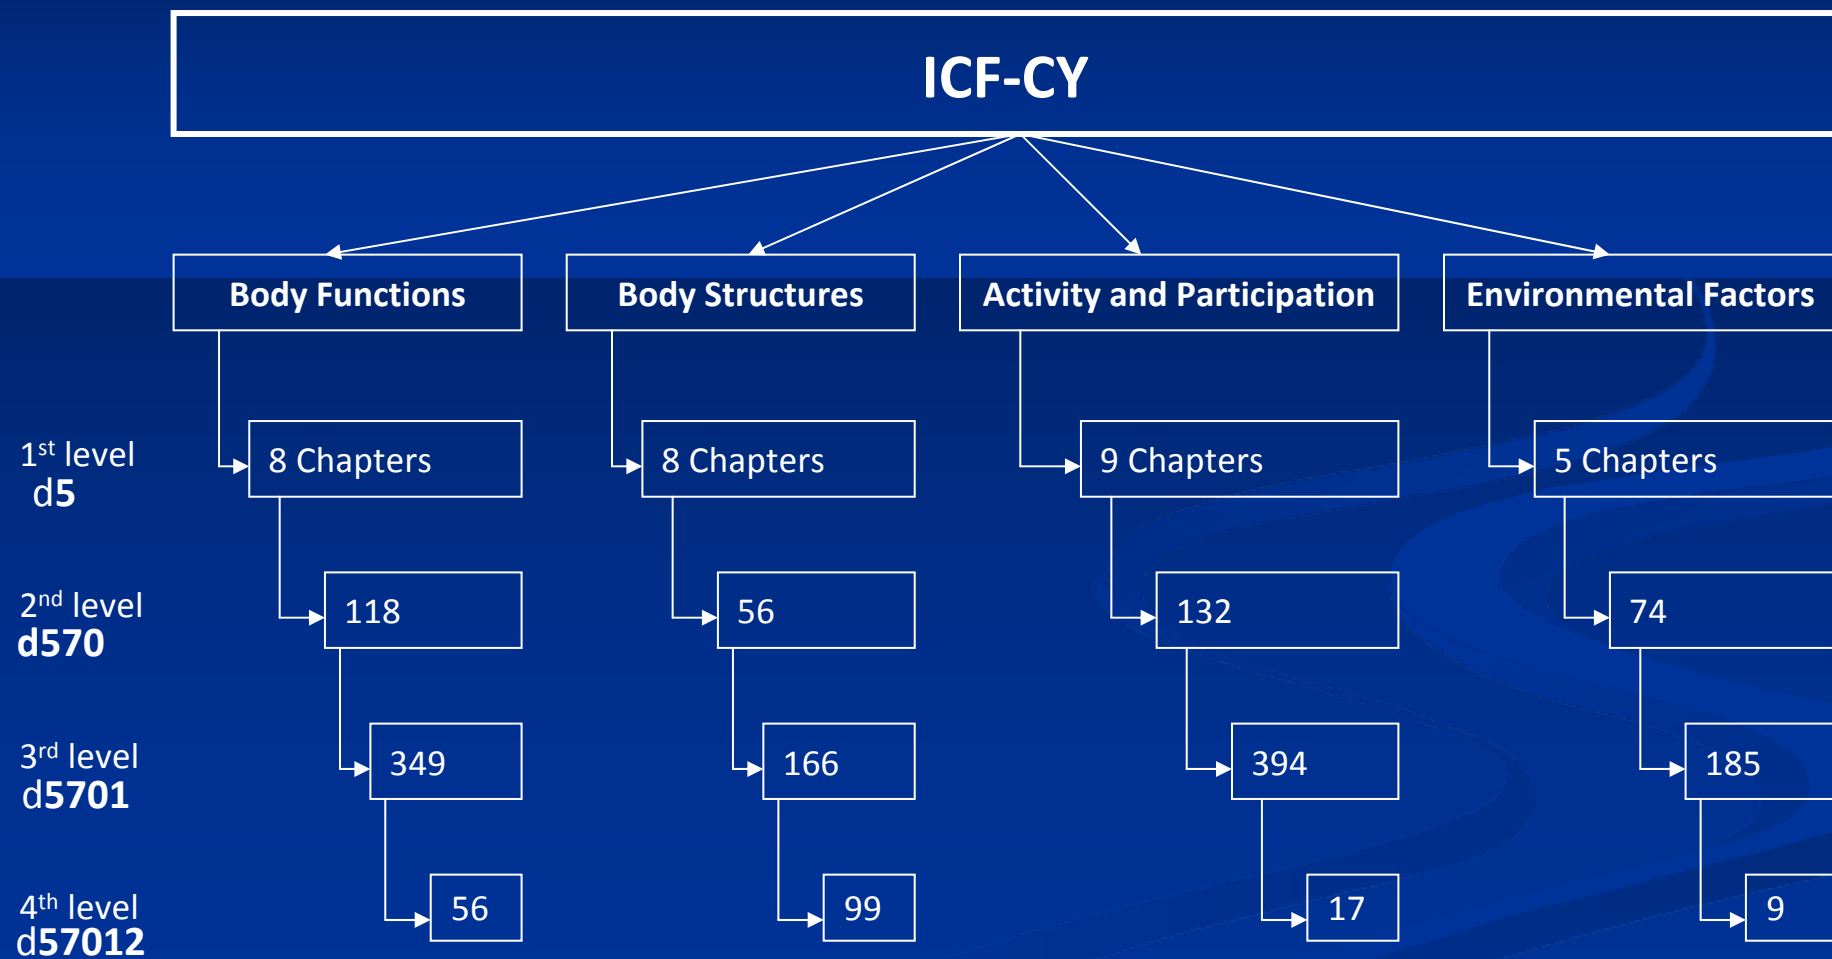 ICF-CY
Body Functions
Body Structures
Activity and Participation
Environmental Factors
1st level
d5
8 Chapters
8 Chapters
9 Chapters
5 Chapters
2nd level
d570
118
56
132
74
3rd level
d5701
349
166
394
185
4th level
d57012
56
99
17
9